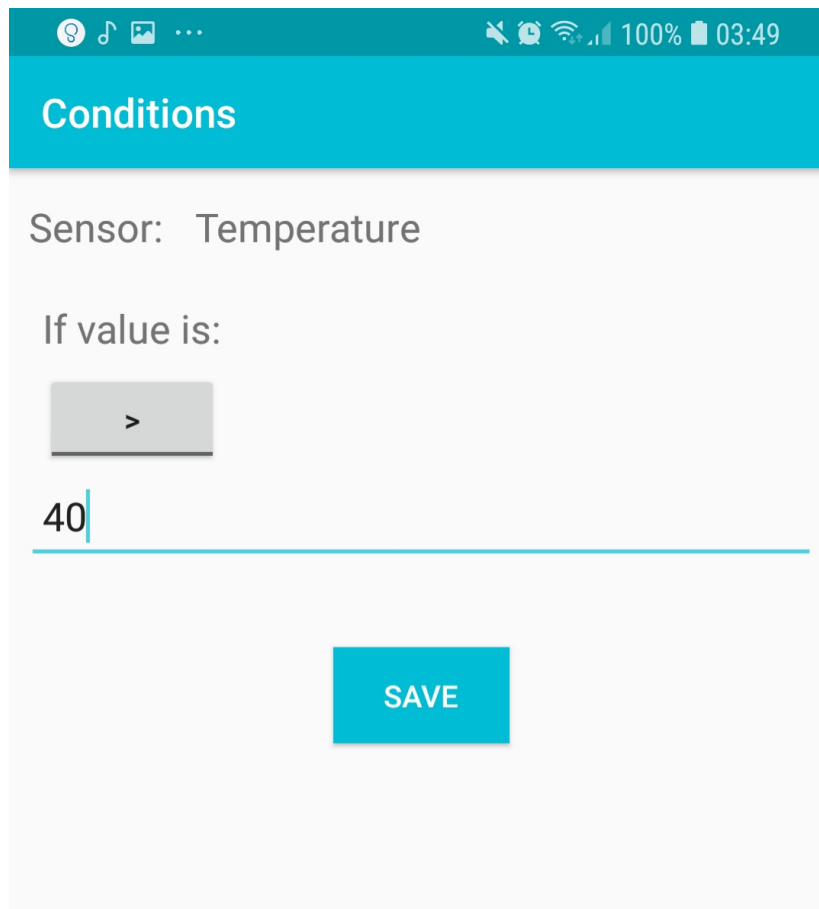 100% 03:49
Conditions
Sensor: Temperature
If value is:
>
40
SAVE